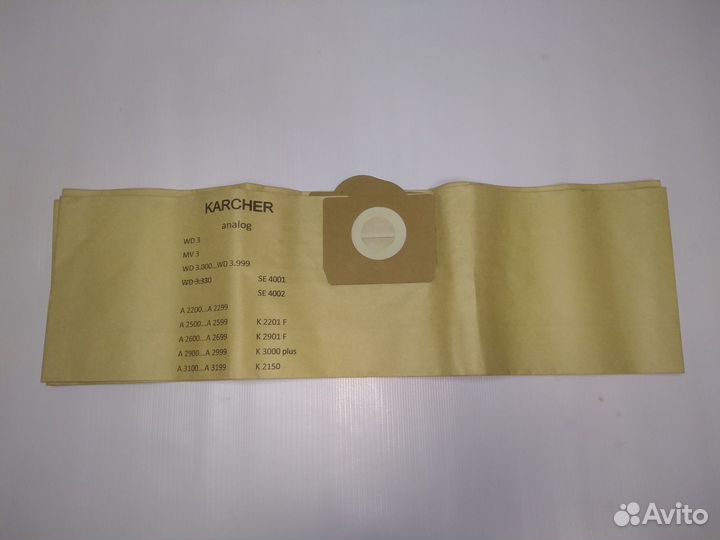 KARCHER
analog
WD 3
MV 3
WD 3.000...WD 3.999
WD 3.330 SE 4001
SE 4002
A 2200...A 2299
A 2500...A 2599 K 2201 F
A 2600...A 2699 K 2901 F
A 2900...A 2999 K 3000 plus
A 3100...A 3199 K 2150
Avito